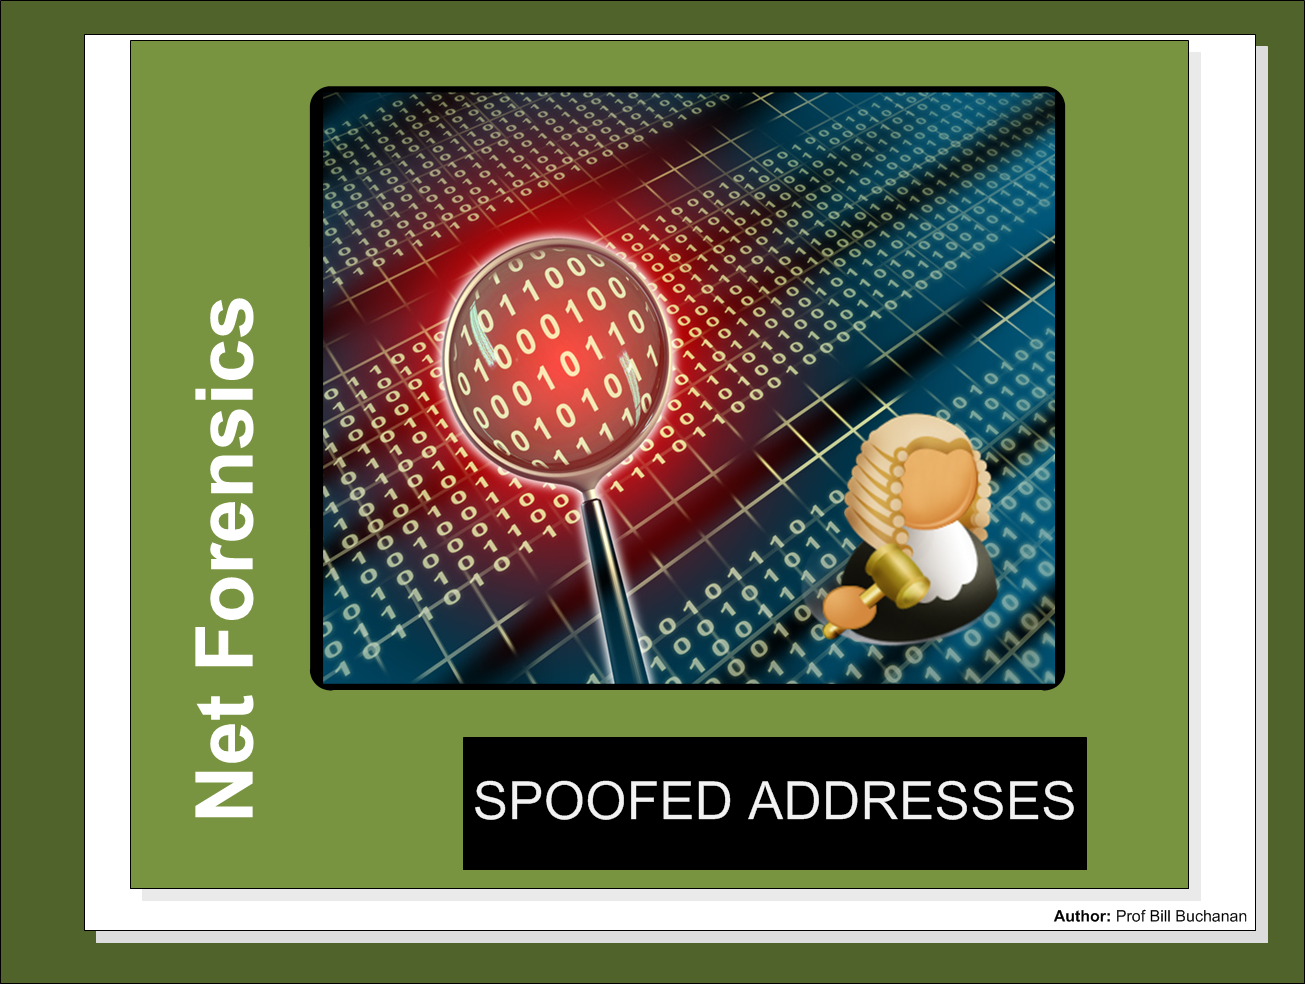 Net Forensics
SPOOFED ADDRESSES
Author: Prof Bill Buchanan